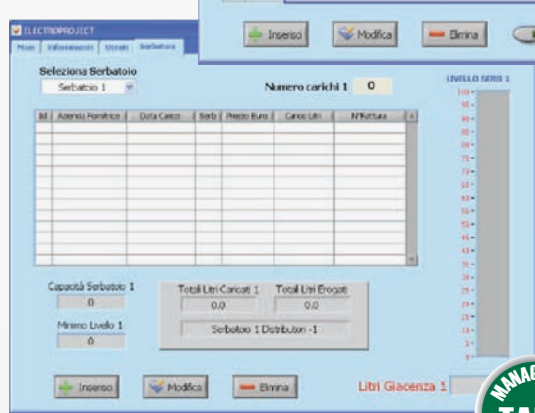 Inserisci Modifica Elimina
ELECTROPROJECT
Main Rifornimenti Utenti Serbatoio
Seleziona Serbatoio
Serbatoio 1
Numero carichi 1 0
LIVELLO SERB 1
Id Azienda Fornitrice Data Carico Serb Prezzo Euro Carico Litri N°Fattura
100
95
90
85
80
75
70
65
60
55
50
45
40
35
30
25
20
15
10
5
0
Capacità Serbatoio 1
0
Totali Litri Caricati 1 Totali Litri Erogati
0.0 0.0
Minimo Livello 1
0
Serbatoio 1 Distributori -1
Inserisci Modifica Elimina
Litri Giacenza 1